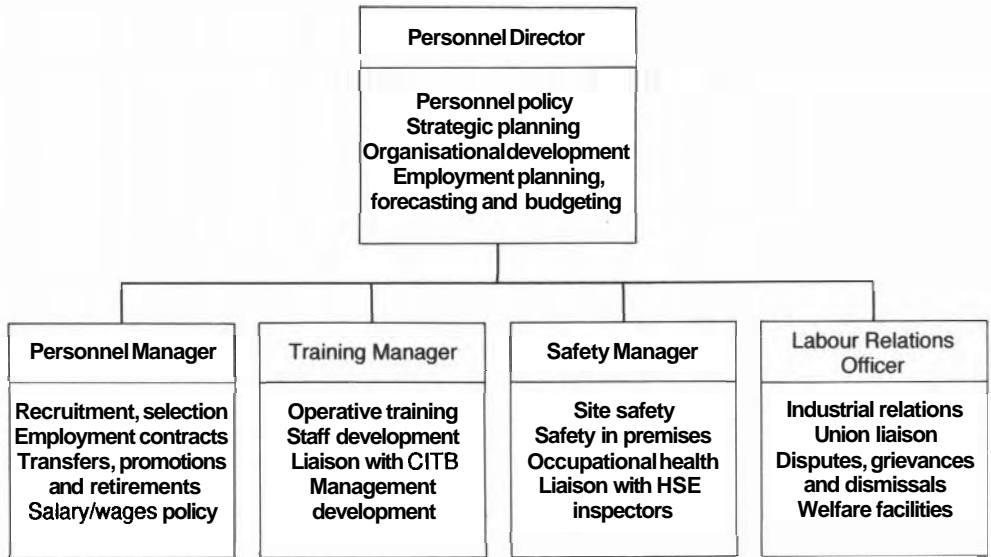 Personnel Director
Personnel policy
Strategic planning
Organisational development
Employment planning,
forecasting and budgeting
Personnel Manager
Recruitment, selection
Employment contracts
Transfers, promotions
and retirements
Salary/wages policy
Training Manager
Operative training
Staff development
Liaison with CITB
Management
development
Safety Manager
Site safety
Safety in premises
Occupational health
Liaison with HSE
inspectors
Labour Relations
Officer
Industrial relations
Union liaison
Disputes, grievances
and dismissals
Welfare facilities